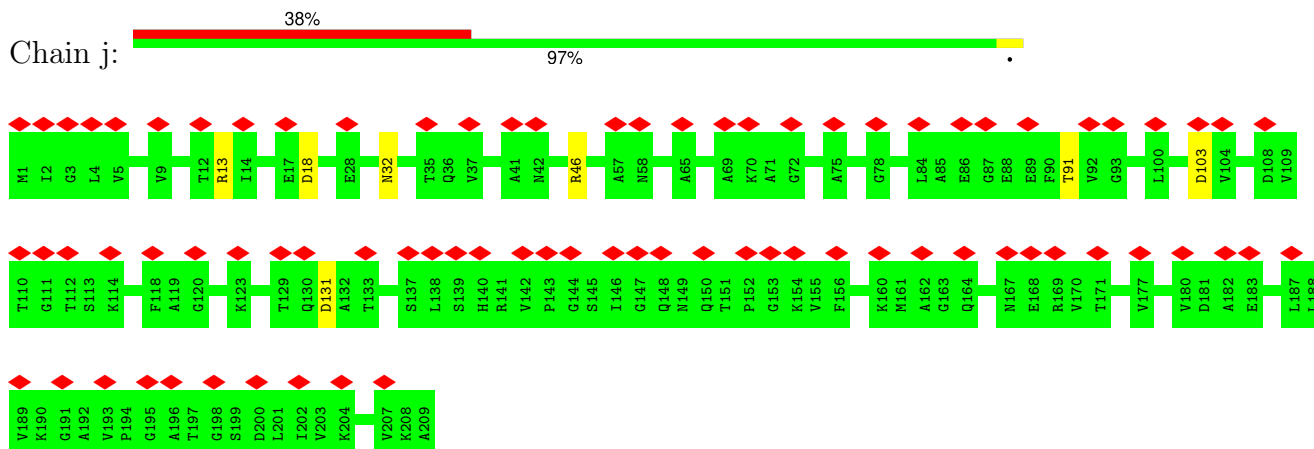 38%
Chain j:
97%
•
M1 I2 G3 L4 V5 V9 T12 R13 I14 E17 D18 E28 N32 T35 Q36 V37 A41 N42 R46 A57 N58 A65 A69 K70 A71 G72 A75 G78 L84 A85 E86 G87 E88 E89 F90 T91 V92 G93 L100 D103 V104 D108 V109
T110 G111 T112 S113 K114 F118 A119 G120 K123 T129 Q130 D131 A132 T133 S137 L138 S139 H140 R141 V142 P143 G144 S145 I146 G147 Q148 N149 Q150 T151 P152 G153 K154 V155 F156 K160 M161 A162 G163 Q164 N167 E168 R169 V170 T171 V177 V180 D181 A182 E183 L187 L188
V189 K190 G191 A192 V193 P194 G195 A196 T197 G198 S199 D200 L201 I202 V203 K204 V207 K208 A209